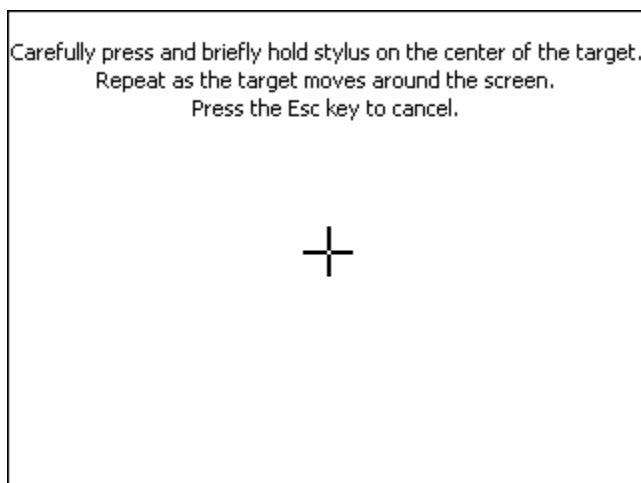 Carefully press and briefly hold stylus on the center of the target.
Repeat as the target moves around the screen.
Press the Esc key to cancel.